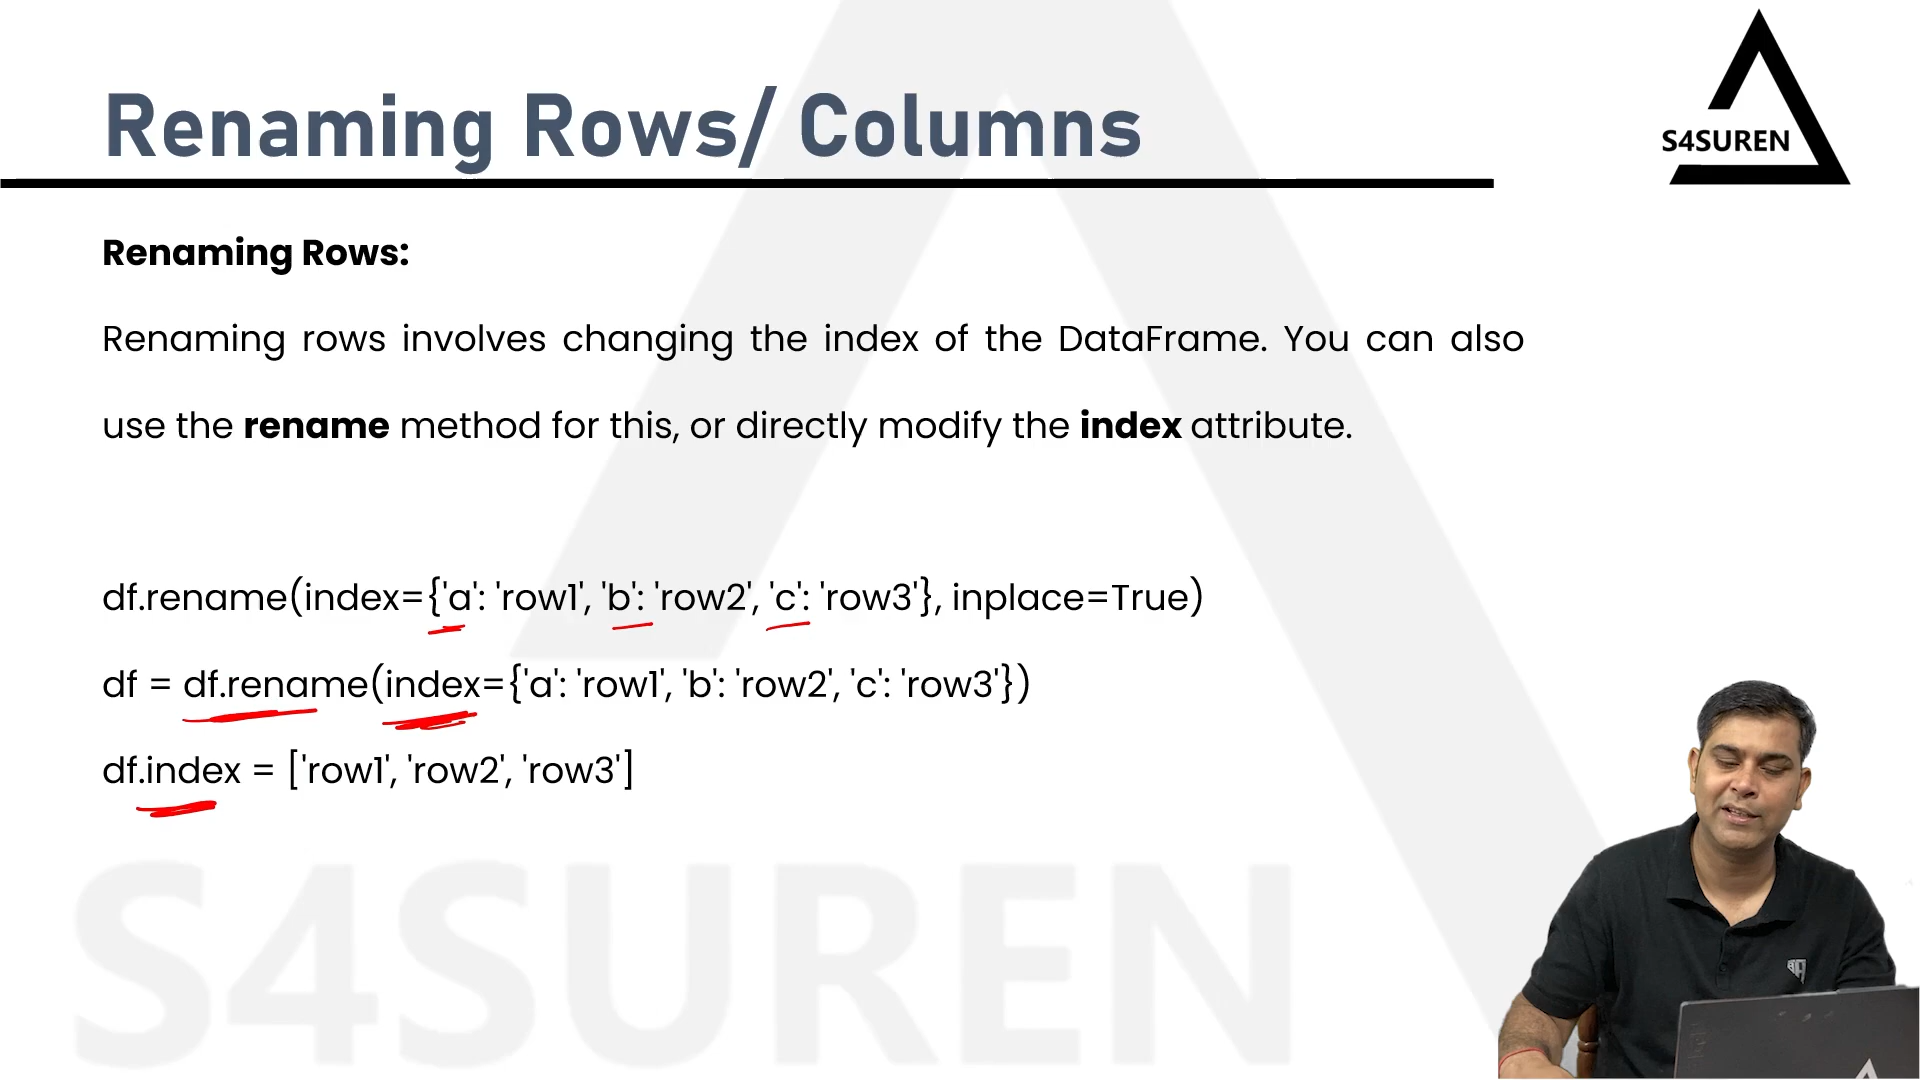 Renaming Rows/ Columns
S4SUREN
Renaming Rows:
Renaming rows involves changing the index of the DataFrame. You can also
use the rename method for this, or directly modify the index attribute.
df.rename(index={'a': 'row1', 'b': 'row2', 'c': 'row3'}, inplace=True)
df = df.rename(index={'a': 'row1', 'b': 'row2', 'c': 'row3'})
df.index = ['row1', 'row2', 'row3']
S4SUREN